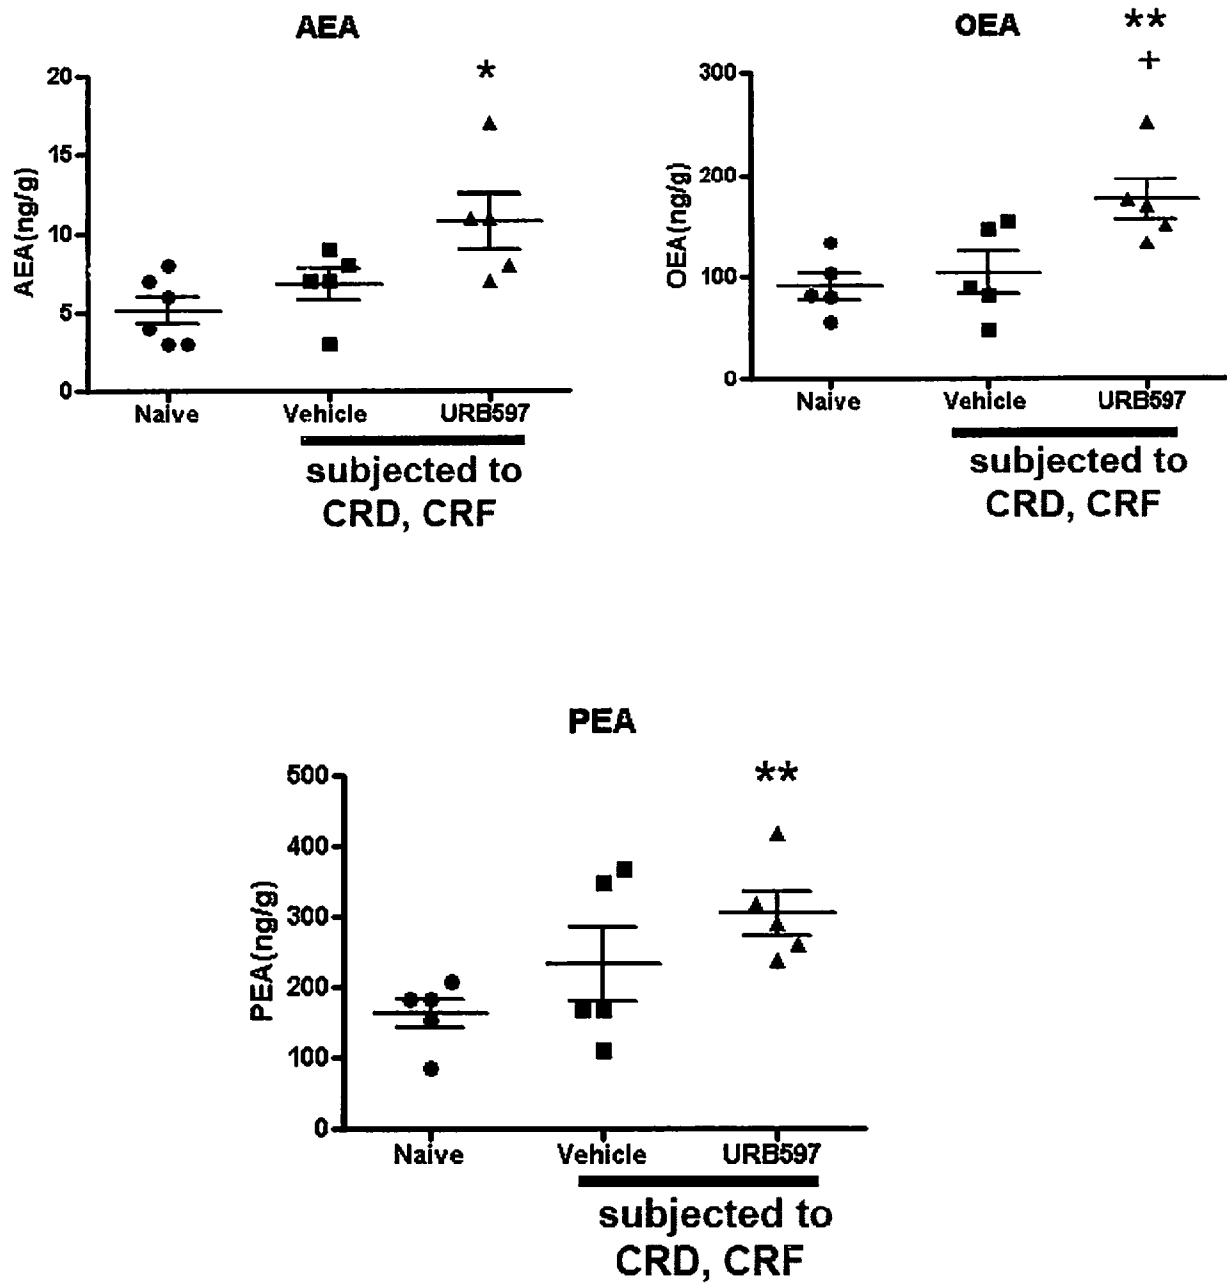 AEA
*
20
15
10
5
0
AEA(ng/g)
Naive Vehicle URB597
subjected to
CRD, CRF
OEA
**
+
300
200
100
0
OEA(ng/g)
Naive Vehicle URB597
subjected to
CRD, CRF
PEA
**
500
400
300
200
100
0
PEA(ng/g)
Naive Vehicle URB597
subjected to
CRD, CRF